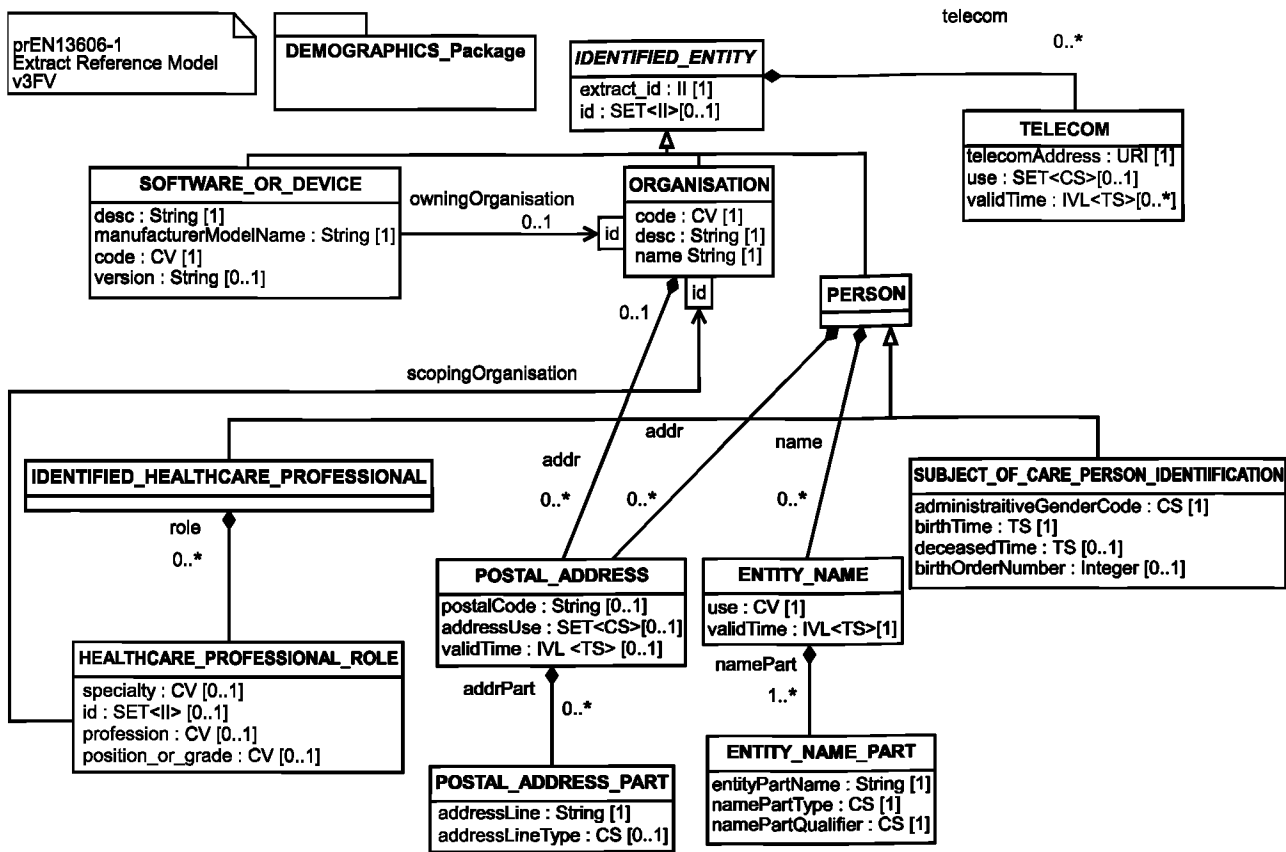 prEN13606-1
Extract Reference Model
v3FV
DEMOGRAPHICS_Package
IDENTIFIED_ENTITY
extract_id : II [1]
id : SET<II>[0..1]
telecom
0..*
TELECOM
telecomAddress : URI [1]
use : SET<CS>[0..1]
validTime : IVL<TS>[0..*]
SOFTWARE_OR_DEVICE
desc : String [1]
manufacturerModelName : String [1]
code : CV [1]
version : String [0..1]
owningOrganisation
0..1
id
ORGANISATION
code : CV [1]
desc : String [1]
name String [1]
id
0..1
PERSON
scopingOrganisation
addr
0..*
addr
0..*
name
0..*
IDENTIFIED_HEALTHCARE_PROFESSIONAL
role
0..*
SUBJECT_OF_CARE_PERSON_IDENTIIFICATION
administraitiveGenderCode : CS [1]
birthTime : TS [1]
deceasedTime : TS [0..1]
birthOrderNumber : Integer [0..1]
POSTAL_ADDRESS
postalCode : String [0..1]
addressUse : SET<CS>[0..1]
validTime : IVL <TS> [0..1]
ENTITY_NAME
use : CV [1]
validTime : IVL<TS>[1]
HEALTHCARE_PROFESSIONAL_ROLE
specialty : CV [0..1]
id : SET<II> [0..1]
profession : CV [0..1]
position_or_grade : CV [0..1]
addrPart
0..*
namePart
1..*
POSTAL_ADDRESS_PART
addressLine : String [1]
addressLineType : CS [0..1]
ENTITY_NAME_PART
entityPartName : String [1]
namePartType : CS [1]
namePartQualifier : CS [1]